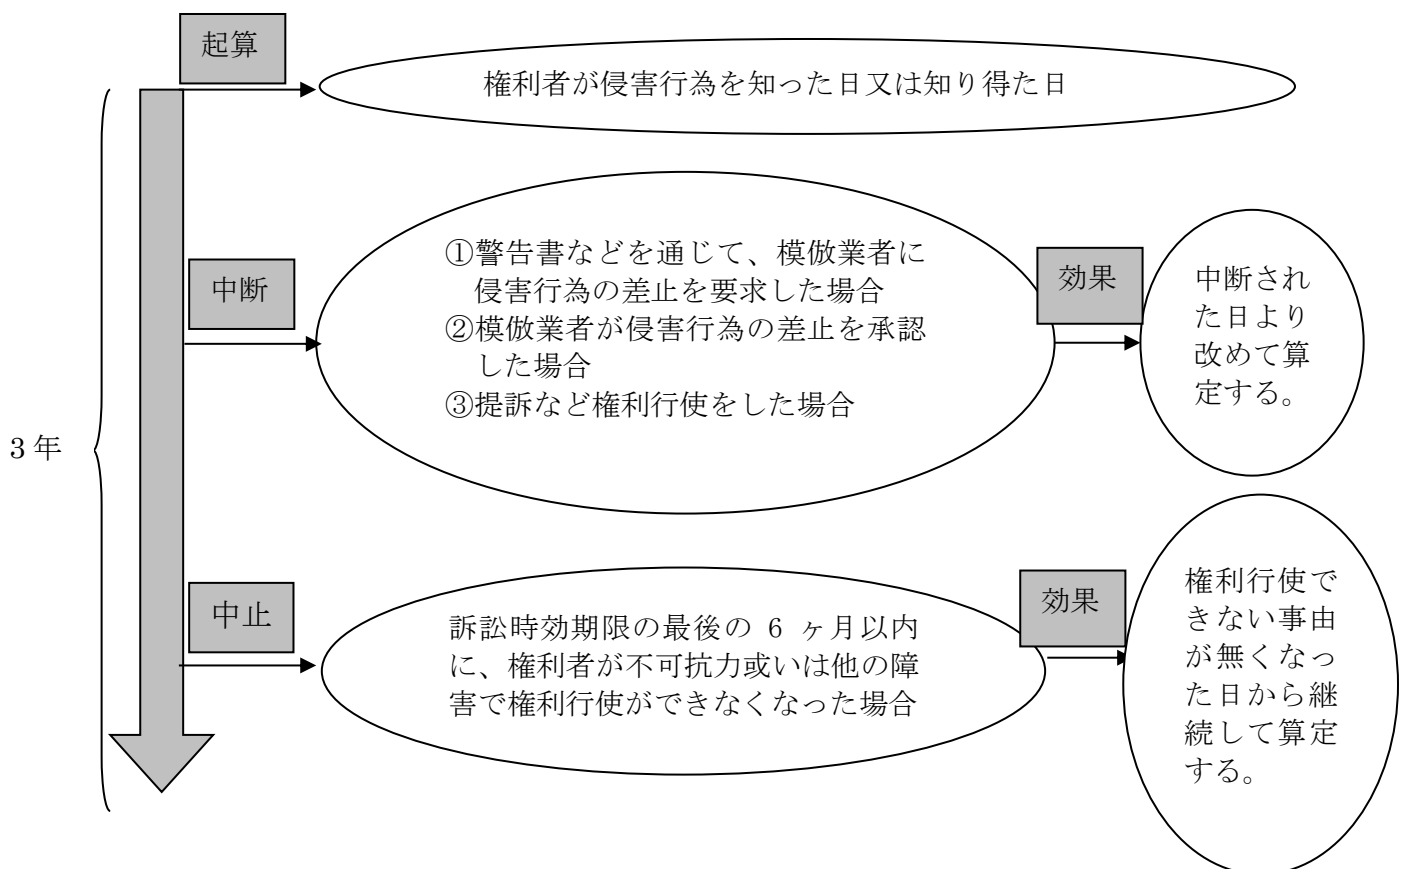 起算
権利者が侵害行為を知った日又は知り得た日
①警告書などを通じて、模倣業者に
侵害行為の差止を要求した場合
②模倣業者が侵害行為の差止を承認
した場合
③提訴など権利行使をした場合
中断
効果
中断され
た日より
改めて算
定する。
3 年
中止
訴訟時効期限の最後の 6 ヶ月以内
に、権利者が不可抗力或いは他の障
害で権利行使ができなくなった場合
効果
権利行使で
きない事由
が無くなっ
た日から継
続して算定
する。